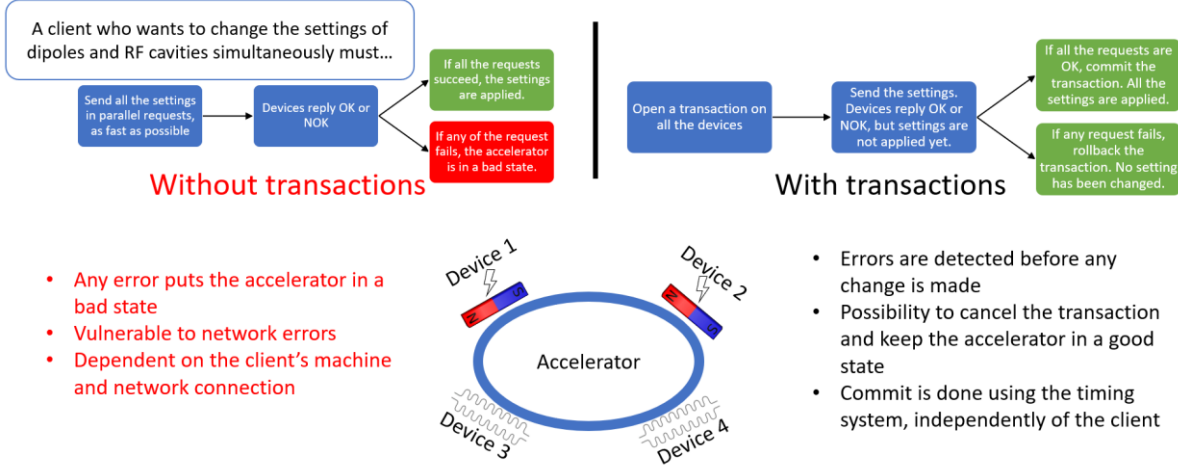 A client who wants to change the settings of
dipoles and RF cavities simultaneously must…
Send all the settings
in parallel requests,
as fast as possible
Devices reply OK or
NOK
If all the requests
succeed, the settings
are applied.
If any of the request
fails, the accelerator
is in a bad state.
Without transactions
Open a transaction on
all the devices
Send the settings.
Devices reply OK or
NOK, but settings are
not applied yet.
If all the requests are
OK, commit the
transaction. All the
settings are applied.
If any request fails,
rollback the
transaction. No setting
has been changed.
With transactions
• Any error puts the accelerator in a
bad state
• Vulnerable to network errors
• Dependent on the client's machine
and network connection
Device 1
N S
Device 2
N S
Accelerator
Device 3
Device 4
• Errors are detected before any
change is made
• Possibility to cancel the transaction
and keep the accelerator in a good
state
• Commit is done using the timing
system, independently of the client